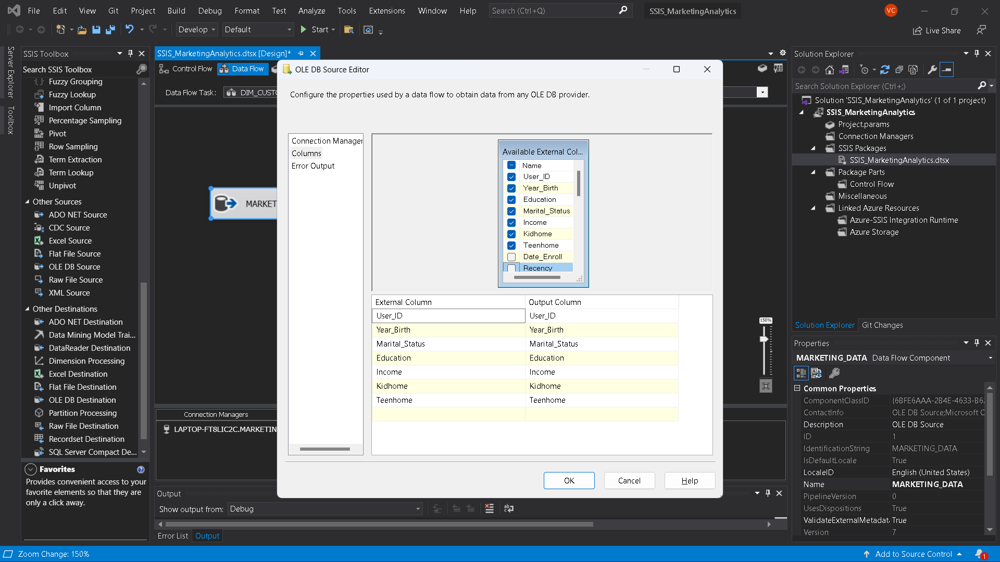 File Edit View Git Project Build Debug Format Test Analyze Tools Extensions Window Help Search (Ctrl+Q) SSIS_MarketingAnalytics VC
Develop Default Start Live Share
Server Explorer
Toolbox
SSIS Toolbox
Search SSIS Toolbox
Fuzzy Grouping
Fuzzy Lookup
Import Column
Percentage Sampling
Pivot
Row Sampling
Term Extraction
Term Lookup
Unpivot
Other Sources
ADO NET Source
CDC Source
Excel Source
Flat File Source
OLE DB Source
Raw File Source
XML Source
Other Destinations
ADO NET Destination
Data Mining Model Trai...
DataReader Destination
Dimension Processing
Excel Destination
Flat File Destination
OLE DB Destination
Partition Processing
Raw File Destination
Recordset Destination
SQL Server Compact De...
Favorites
Provides convenient access to your
favorite elements so that they are
only a click away.
SSIS_MarketingAnalytics.dtsx [Design]*
Control Flow Data Flow
Data Flow Task: DIM_CUSTO
MARKET
150%
Connection Managers
LAPTOP-FT8LIC2C.MARKETIN
OLE DB Source Editor
Configure the properties used by a data flow to obtain data from any OLE DB provider.
Connection Manager
Columns
Error Output
Available External Col...
Name
User_ID
Year_Birth
Education
Marital_Status
Income
Kidhome
Teenhome
Date_Enroll
Recency
External Column Output Column
User_ID User_ID
Year_Birth Year_Birth
Marital_Status Marital_Status
Education Education
Income Income
Kidhome Kidhome
Teenhome Teenhome
OK Cancel Help
Output
Show output from: Debug
Error List Output
Solution Explorer
Search Solution Explorer (Ctrl+;)
Solution 'SSIS_MarketingAnalytics' (1 of 1 project)
SSIS_MarketingAnalytics
Project.params
Connection Managers
SSIS Packages
SSIS_MarketingAnalytics.dtsx
Package Parts
Control Flow
Miscellaneous
Linked Azure Resources
Azure-SSIS Integration Runtime
Azure Storage
Solution Explorer Git Changes
Properties
MARKETING_DATA Data Flow Component
Common Properties
ComponentClassID {6BFE6AAA-2B4E-4633-B6
ContactInfo OLE DB Source;Microsoft C
Description OLE DB Source
ID 1
IdentificationString MARKETING_DATA
IsDefaultLocale True
LocaleID English (United States)
Name MARKETING_DATA
PipelineVersion 0
UsesDispositions True
ValidateExternalMetadat True
Version 7
Zoom Change: 150% Add to Source Control 1